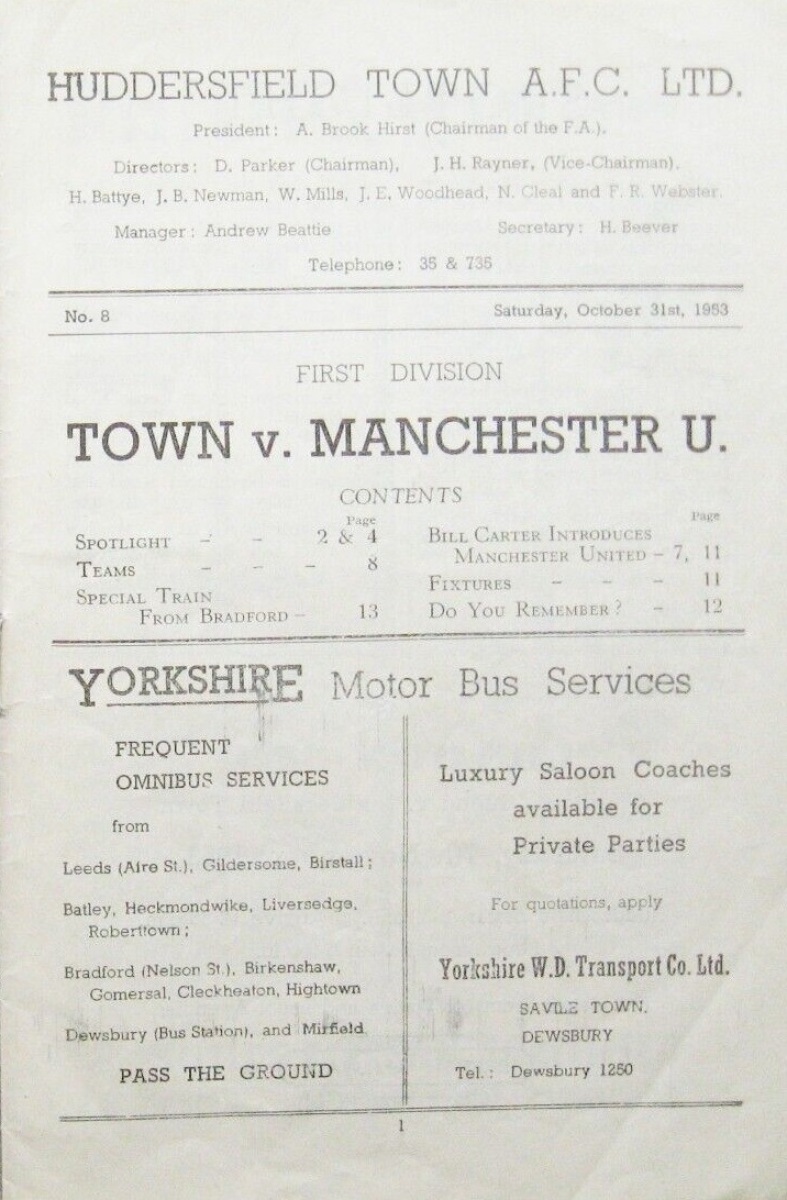 HUDDERSFIELD TOWN A.F.C. LTD.
President: A. Brook Hirst (Chairman of the F.A.).
Directors: D. Parker (Chairman), J. H. Rayner, (Vice-Chairman).
H. Battye, J. B. Newman, W. Mills, J. E. Woodhead, N. Cleal and F. R. Webster.
Manager: Andrew Beattie Secretary: H. Beever
Telephone: 35 & 735
No. 8 Saturday, October 31st, 1953
FIRST DIVISION
TOWN v. MANCHESTER U.
CONTENTS
Page
SPOTLIGHT - - 2 & 4
TEAMS - - - 8
SPECIAL TRAIN
FROM BRADFORD - 13
Page
BILL CARTER INTRODUCES
MANCHESTER UNITED - 7, 11
FIXTURES - - - 11
DO YOU REMEMBER? - 12
YORKSHIRE Motor Bus Services
FREQUENT
OMNIBUS SERVICES
from
Leeds (Aire St.), Gildersome, Birstall;
Batley, Heckmondwike, Liversedge,
Roberttown;
Bradford (Nelson St.), Birkenshaw,
Gomersal, Cleckheaton, Hightown
Dewsbury (Bus Station), and Mirfield
PASS THE GROUND
Luxury Saloon Coaches
available for
Private Parties
For quotations, apply
Yorkshire W.D. Transport Co. Ltd.
SAVILE TOWN.
DEWSBURY
Tel.: Dewsbury 1250
1